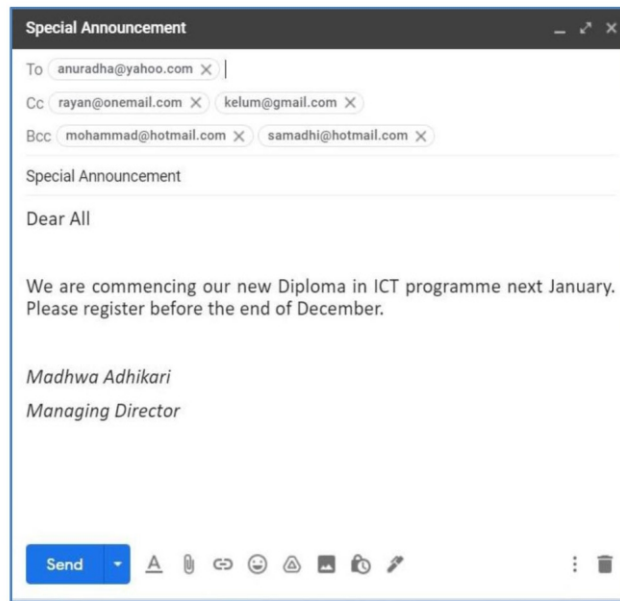 Special Announcement
To anuradha@yahoo.com
Cc rayan@onemail.com kelum@gmail.com
Bcc mohammad@hotmail.com samadhi@hotmail.com
Special Announcement
Dear All
We are commencing our new Diploma in ICT programme next January.
Please register before the end of December.
Madhwa Adhikari
Managing Director
Send